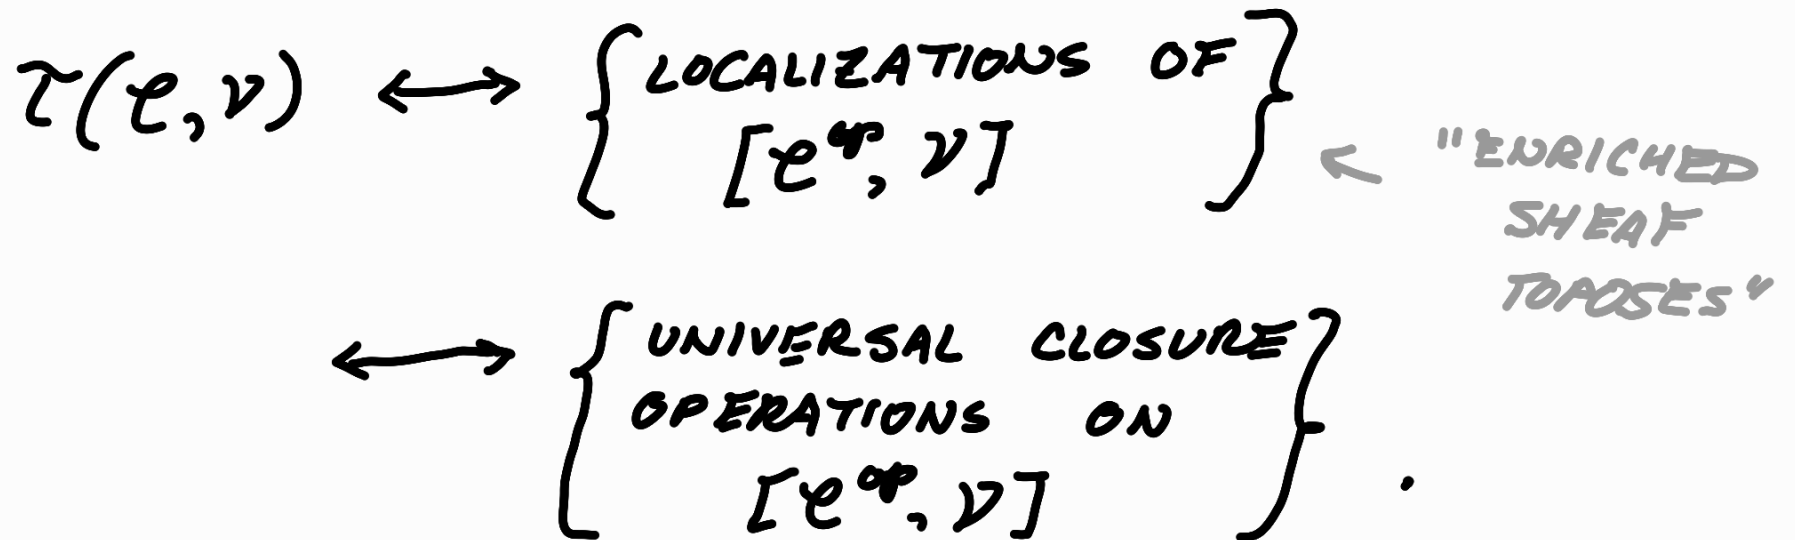 τ(𝒞, 𝒱) ↔ { LOCALIZATIONS OF
[𝒞^op, 𝒱] }
← "ENRICHED
SHEAF
TOPOSES"
↔ { UNIVERSAL CLOSURE
OPERATIONS ON
[𝒞^op, 𝒱] } .